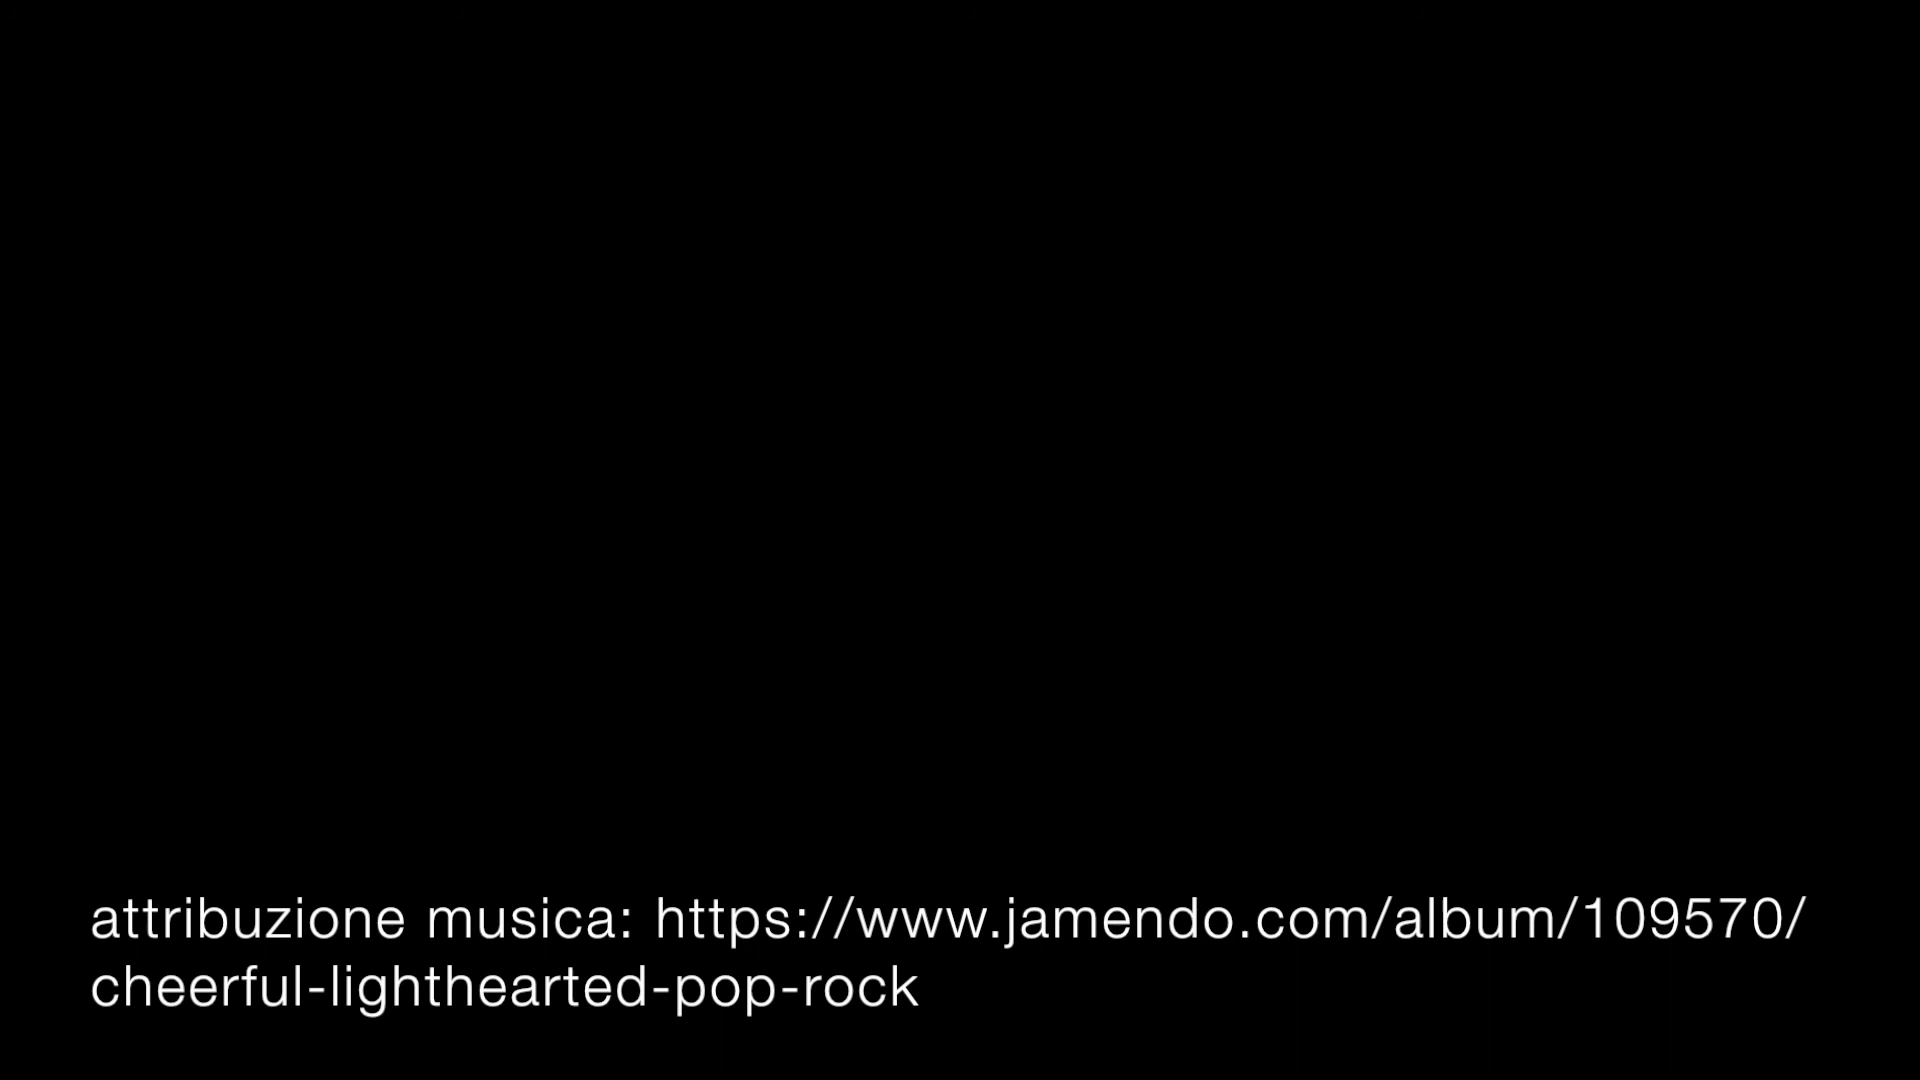 attribuzione musica: https://www.jamendo.com/album/109570/
cheerful-lighthearted-pop-rock